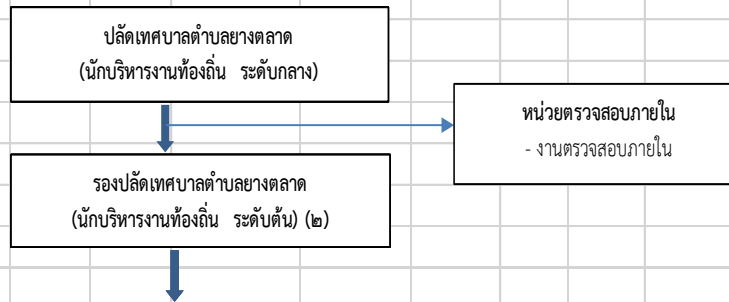 ปลัดเทศบาลตำบลยางตลาด
(นักบริหารงานท้องถิ่น ระดับกลาง)
หน่วยตรวจสอบภายใน
- งานตรวจสอบภายใน
รองปลัดเทศบาลตำบลยางตลาด
(นักบริหารงานท้องถิ่น ระดับต้น) (๒)